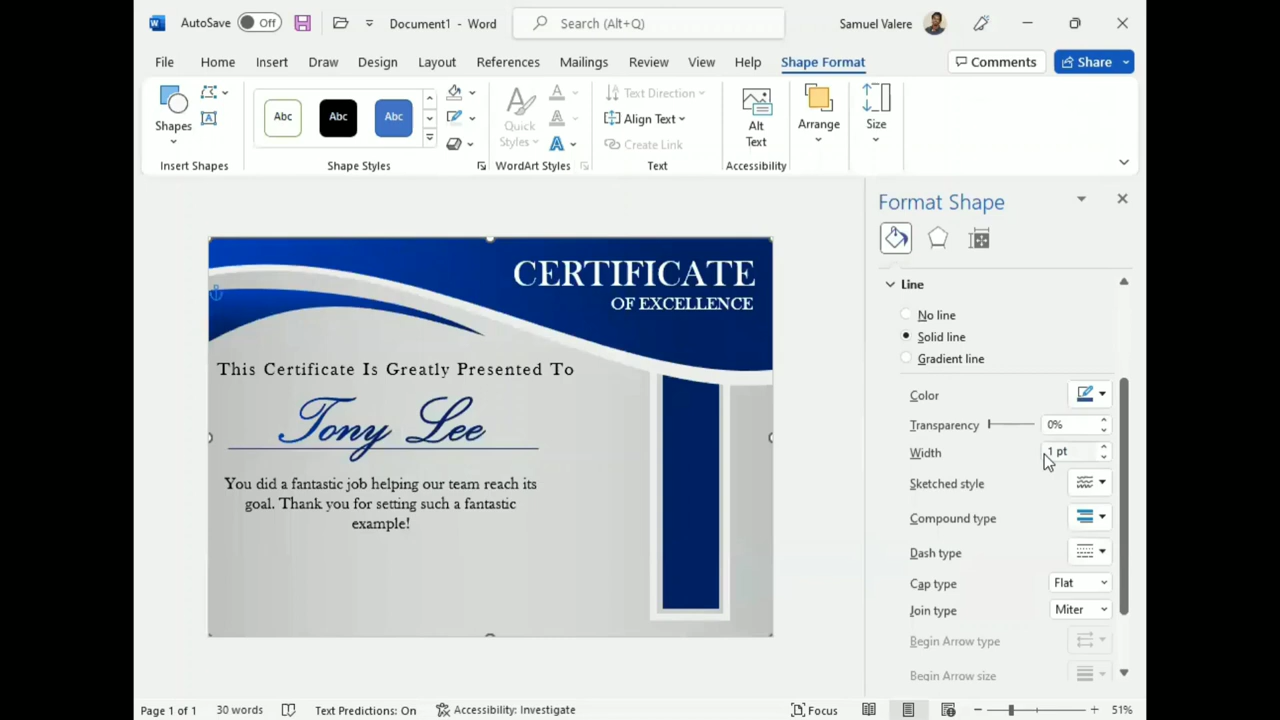 AutoSave Off Document1 - Word Search (Alt+Q) Samuel Valere
File Home Insert Draw Design Layout References Mailings Review View Help Shape Format Comments Share
Shapes Abc Abc Abc Quick Styles Text Direction Align Text Create Link Alt Text Arrange Size
Insert Shapes Shape Styles WordArt Styles Text Accessibility
CERTIFICATE
OF EXCELLENCE
This Certificate Is Greatly Presented To
Tony Lee
You did a fantastic job helping our team reach its
goal. Thank you for setting such a fantastic
example!
Format Shape
Line
No line
Solid line
Gradient line
Color
Transparency 0%
Width 1 pt
Sketched style
Compound type
Dash type
Cap type Flat
Join type Miter
Begin Arrow type
Begin Arrow size
Page 1 of 1 30 words Text Predictions: On Accessibility: Investigate Focus 51%